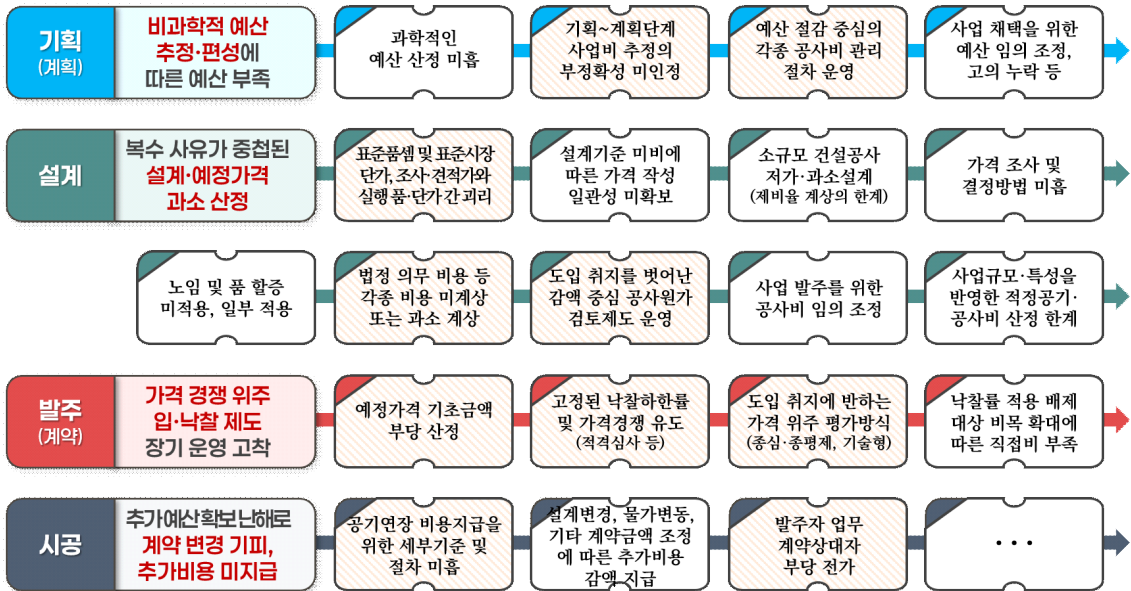 기획
(계획)
비과학적 예산
추정·편성에
따른 예산 부족
과학적인
예산 산정 미흡
기획~계획단계
사업비 추정의
부정확성 미인정
예산 절감 중심의
각종 공사비 관리
절차 운영
사업 채택을 위한
예산 임의 조정,
고의 누락 등
설계
복수 사유가 중첩된
설계·예정가격
과소 산정
표준품셈 및 표준시장
단가, 조사·견적가와
실행 품·단가 간 괴리
설계기준 미비에
따른 가격 작성
일관성 미확보
소규모 건설공사
저가·과소설계
(제비율 계상의 한계)
가격 조사 및
결정방법 미흡
노임 및 품 할증
미적용, 일부 적용
법정 의무 비용 등
각종 비용 미계상
또는 과소 계상
도입 취지를 벗어난
감액 중심 공사원가
검토제도 운영
사업 발주를 위한
공사비 임의 조정
사업규모·특성을
반영한 적정공기·
공사비 산정 한계
발주
(계약)
가격 경쟁 위주
입·낙찰 제도
장기 운영 고착
예정가격 기초금액
부당 산정
고정된 낙찰하한률
및 가격경쟁 유도
(적격심사 등)
도입 취지에 반하는
가격 위주 평가방식
(종심·종평제, 기술형)
낙찰률 적용 배제
대상 비목 확대에
따른 직접비 부족
시공
추가예산 확보 난해로
계약 변경 기피,
추가비용 미지급
공기연장 비용지급을
위한 세부기준 및
절차 미흡
설계변경, 물가변동,
기타 계약금액 조정
에 따른 추가비용
감액 지급
발주자 업무
계약상대자
부당 전가
···